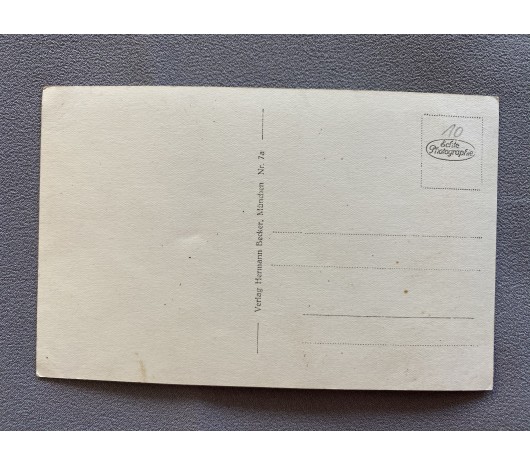 Verlag Hermann Becker, München Nr. 7a
10
Echte
Photographie